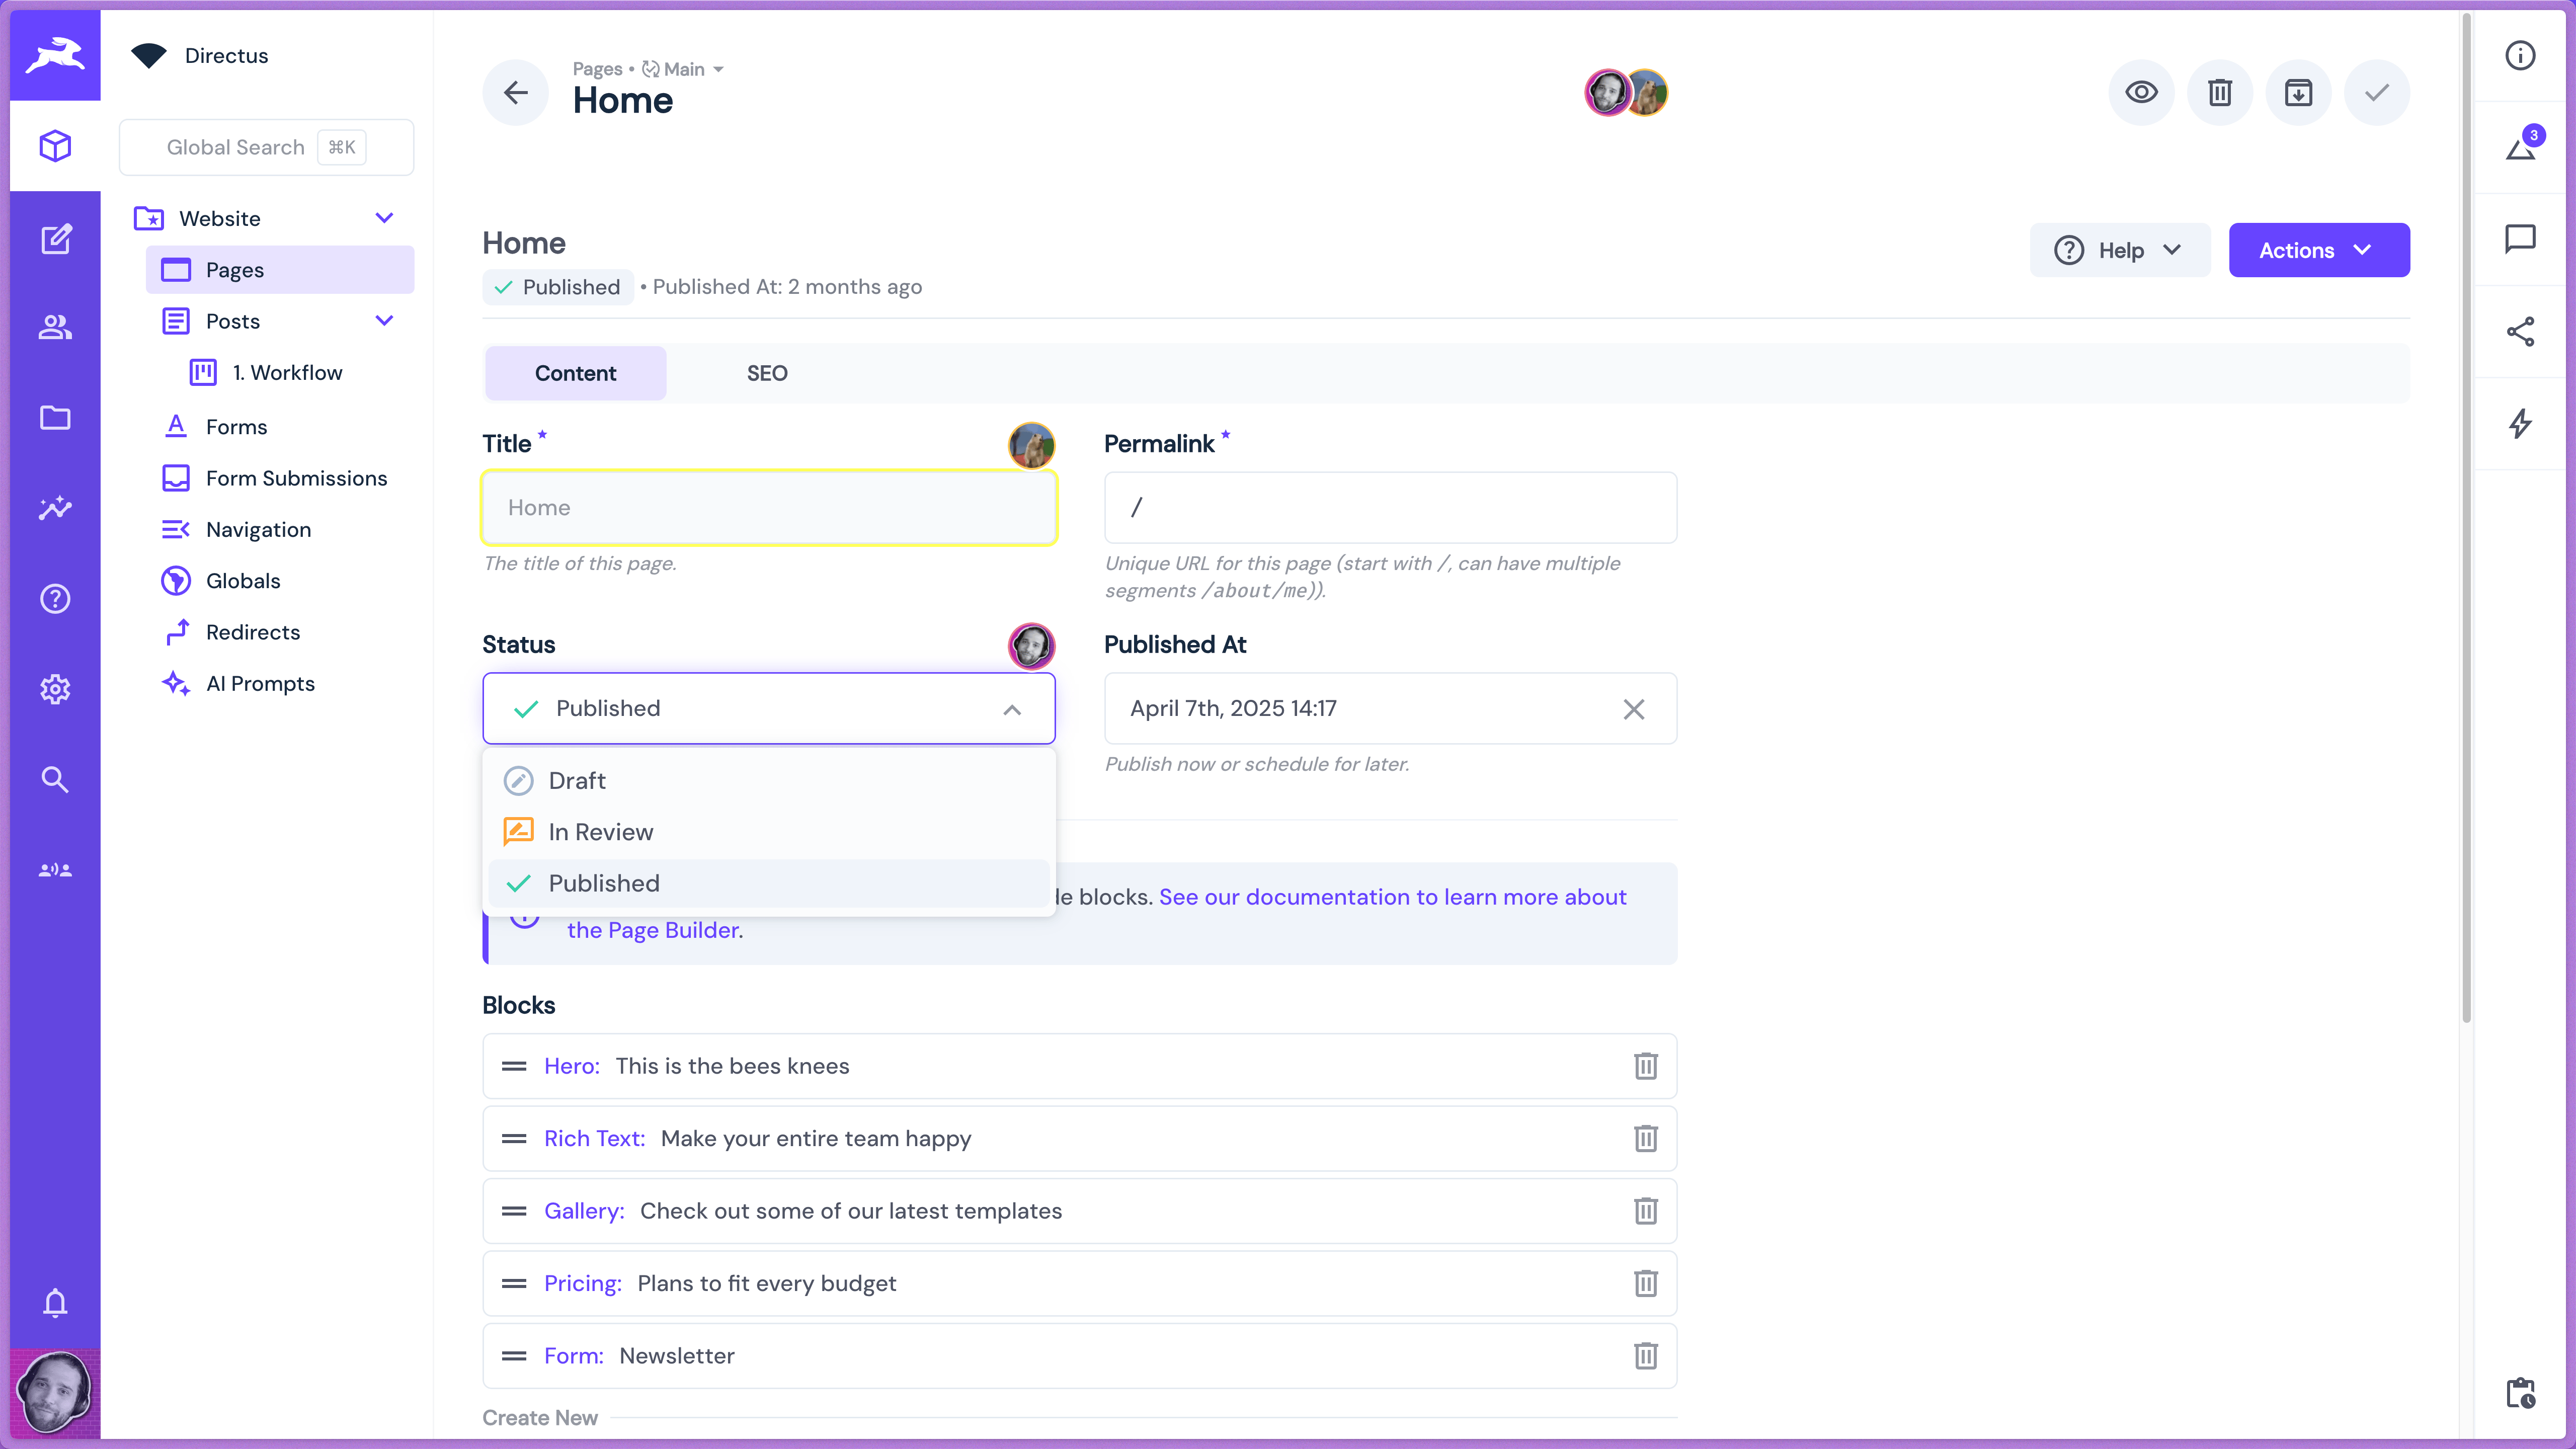 Directus
Global Search ⌘K
Website
Pages
Posts
1. Workflow
Forms
Form Submissions
Navigation
Globals
Redirects
AI Prompts
Pages • Main
Home
3
Home
Published • Published At: 2 months ago
Help
Actions
Content SEO
Title *
Home
The title of this page.
Permalink *
/
Unique URL for this page (start with /, can have multiple
segments /about/me)).
Status
Published
Draft
In Review
Published
Published At
April 7th, 2025 14:17
Publish now or schedule for later.
blocks. See our documentation to learn more about
the Page Builder.
Blocks
Hero: This is the bees knees
Rich Text: Make your entire team happy
Gallery: Check out some of our latest templates
Pricing: Plans to fit every budget
Form: Newsletter
Create New